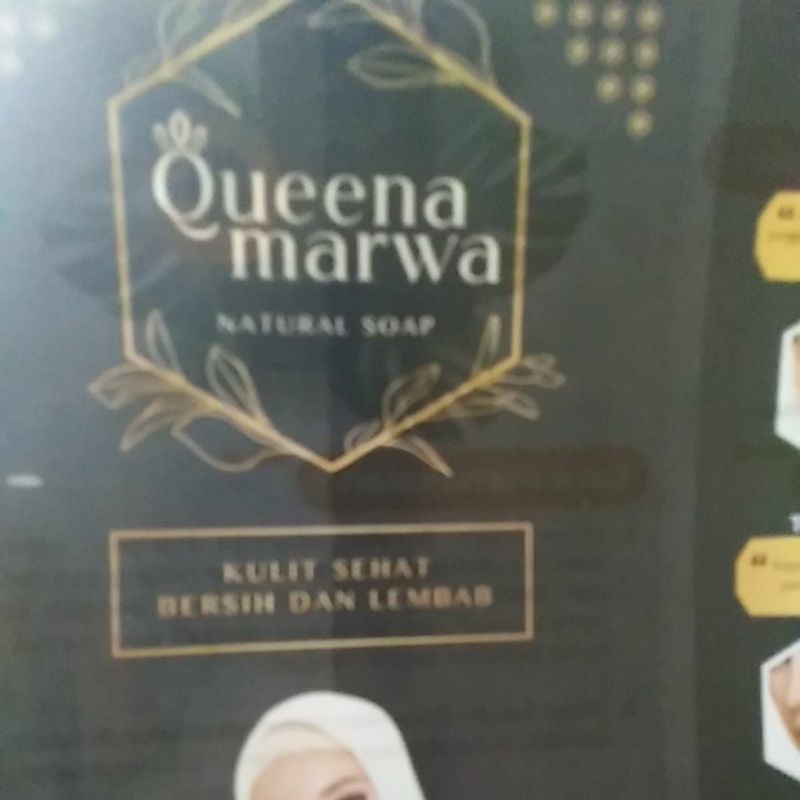 Queena
marwa
NATURAL SOAP
KULIT SEHAT
BERSIH DAN LEMBAB